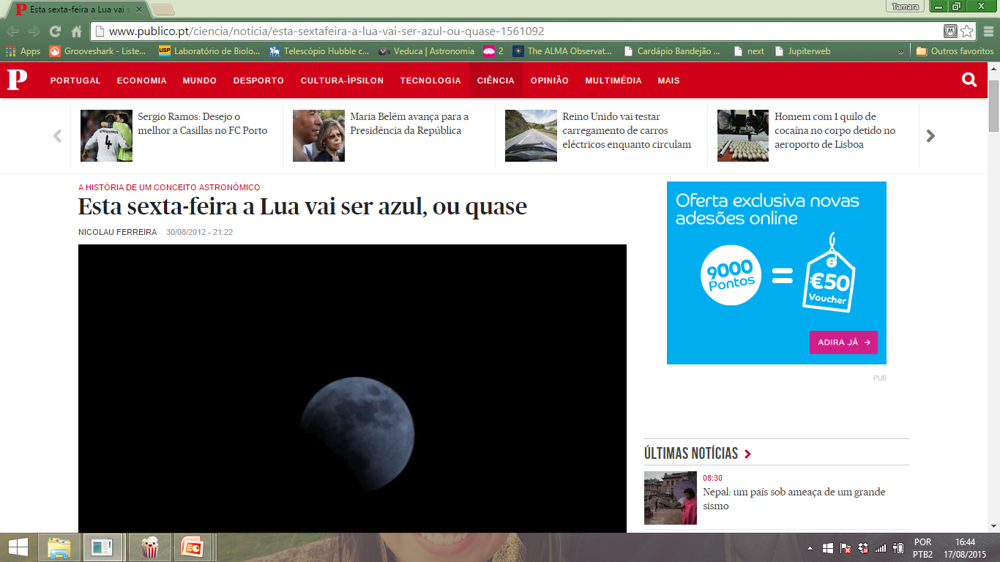 P Esta sexta-feira a Lua vai s
Tamara
www.publico.pt/ciencia/noticia/esta-sextafeira-a-lua-vai-ser-azul-ou-quase-1561092
Apps Grooveshark - Liste... USP Laboratório de Biolo... Telescópio Hubble c... Veduca | Astronomia 2 The ALMA Observat... Cardápio Bandejão ... next Jupiterweb » Outros favoritos
P PORTUGAL ECONOMIA MUNDO DESPORTO CULTURA-ÍPSILON TECNOLOGIA CIÊNCIA OPINIÃO MULTIMÉDIA MAIS
Sergio Ramos: Desejo o
melhor a Casillas no FC Porto
Maria Belém avança para a
Presidência da República
Reino Unido vai testar
carregamento de carros
eléctricos enquanto circulam
Homem com 1 quilo de
cocaína no corpo detido no
aeroporto de Lisboa
A HISTÓRIA DE UM CONCEITO ASTRONÓMICO
Esta sexta-feira a Lua vai ser azul, ou quase
NICOLAU FERREIRA 30/08/2012 - 21:22
Oferta exclusiva novas
adesões online
9000
Pontos
=
€50
Voucher
ADIRA JÁ →
PUB
ÚLTIMAS NOTÍCIAS
08:30
Nepal: um país sob ameaça de um grande
sismo
POR
PTB2
16:44
17/08/2015